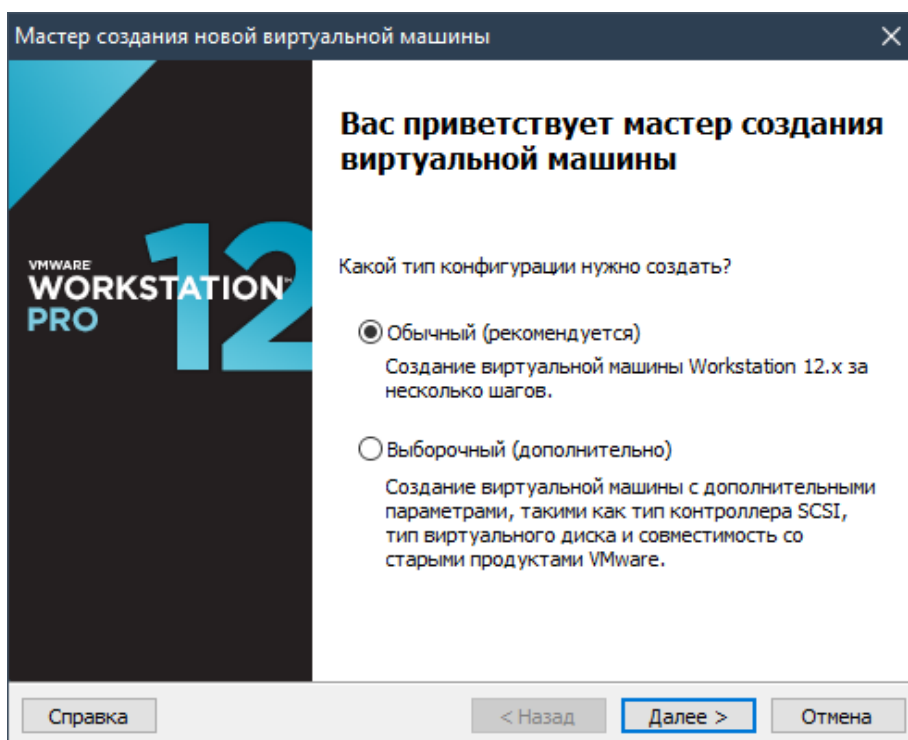 Мастер создания новой виртуальной машины
Вас приветствует мастер создания
виртуальной машины
VMWARE
WORKSTATION™
PRO
12
Какой тип конфигурации нужно создать?
Обычный (рекомендуется)
Создание виртуальной машины Workstation 12.x за
несколько шагов.
Выборочный (дополнительно)
Создание виртуальной машины с дополнительными
параметрами, такими как тип контроллера SCSI,
тип виртуального диска и совместимость со
старыми продуктами VMware.
Справка
< Назад
Далее >
Отмена